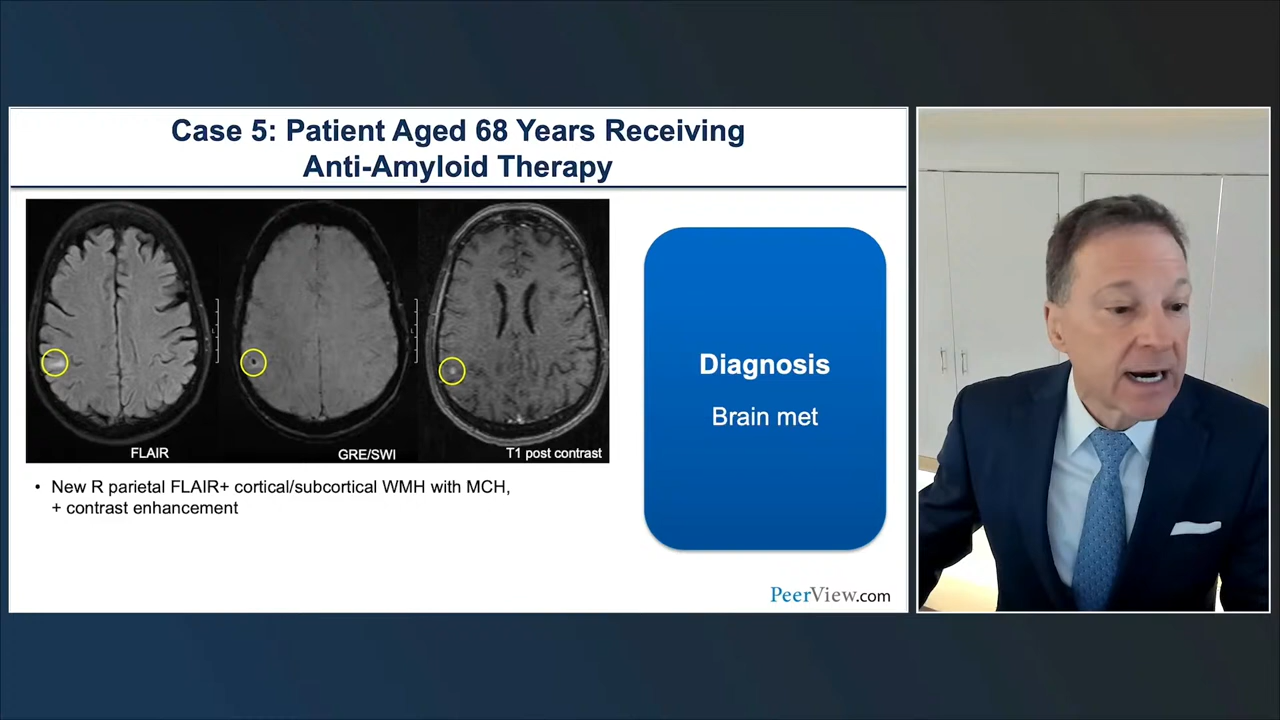 Case 5: Patient Aged 68 Years Receiving
Anti-Amyloid Therapy
FLAIR
GRE/SWI
T1 post contrast
• New R parietal FLAIR+ cortical/subcortical WMH with MCH,
+ contrast enhancement
Diagnosis
Brain met
PeerView.com